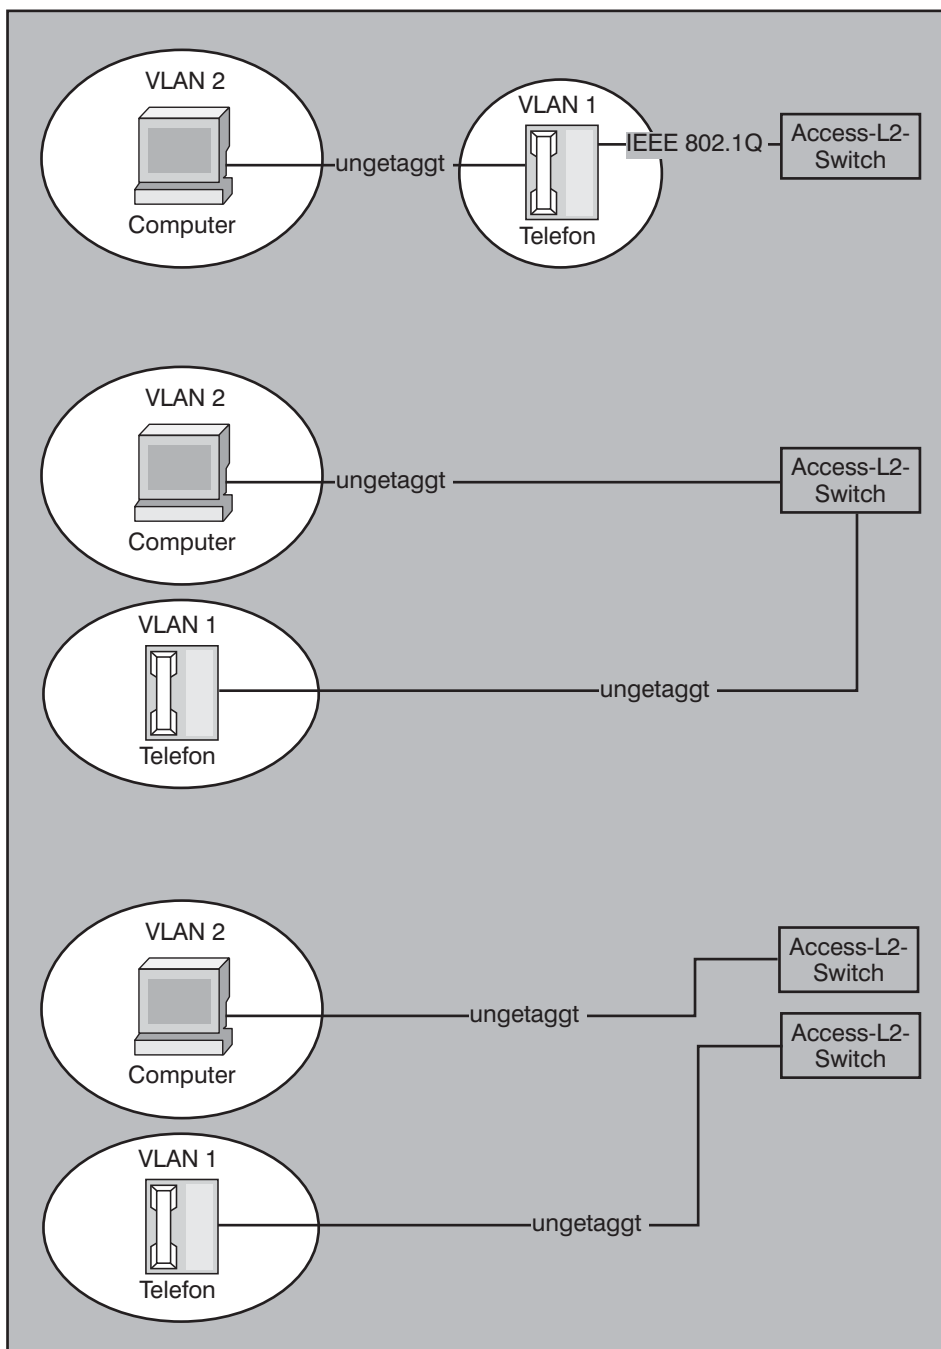 VLAN 2
Computer
ungetaggt
VLAN 1
Telefon
IEEE 802.1Q
Access-L2-
Switch
VLAN 2
Computer
ungetaggt
Access-L2-
Switch
VLAN 1
Telefon
ungetaggt
VLAN 2
Computer
ungetaggt
Access-L2-
Switch
Access-L2-
Switch
VLAN 1
Telefon
ungetaggt